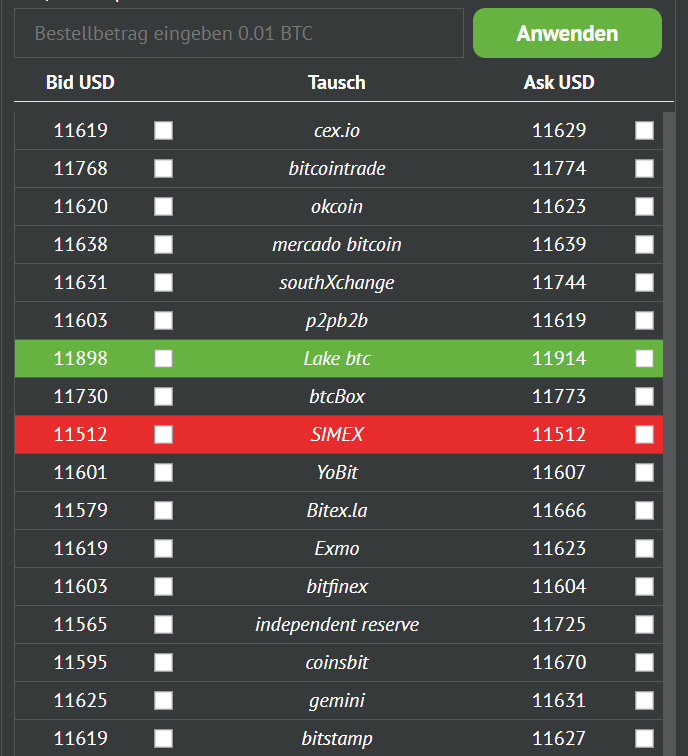 Bestellbetrag eingeben 0.01 BTC Anwenden
Bid USD Tausch Ask USD
11619 cex.io 11629
11768 bitcointrade 11774
11620 okcoin 11623
11638 mercado bitcoin 11639
11631 southXchange 11744
11603 p2pb2b 11619
11898 Lake btc 11914
11730 btcBox 11773
11512 SIMEX 11512
11601 YoBit 11607
11579 Bitex.la 11666
11619 Exmo 11623
11603 bitfinex 11604
11565 independent reserve 11725
11595 coinsbit 11670
11625 gemini 11631
11619 bitstamp 11627